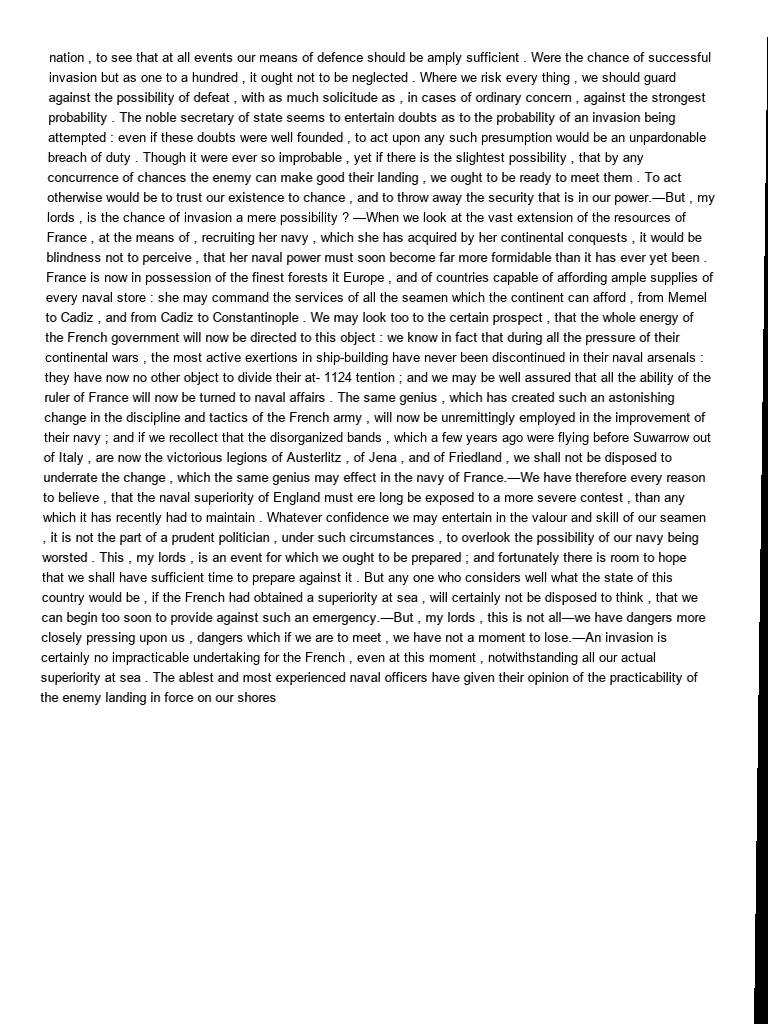 nation , to see that at all events our means of defence should be amply sufficient . Were the chance of successful
invasion but as one to a hundred , it ought not to be neglected . Where we risk every thing , we should guard
against the possibility of defeat , with as much solicitude as , in cases of ordinary concern , against the strongest
probability . The noble secretary of state seems to entertain doubts as to the probability of an invasion being
attempted : even if these doubts were well founded , to act upon any such presumption would be an unpardonable
breach of duty . Though it were ever so improbable , yet if there is the slightest possibility , that by any
concurrence of chances the enemy can make good their landing , we ought to be ready to meet them . To act
otherwise would be to trust our existence to chance , and to throw away the security that is in our power.—But , my
lords , is the chance of invasion a mere possibility ? —When we look at the vast extension of the resources of
France , at the means of , recruiting her navy , which she has acquired by her continental conquests , it would be
blindness not to perceive , that her naval power must soon become far more formidable than it has ever yet been .
France is now in possession of the finest forests it Europe , and of countries capable of affording ample supplies of
every naval store : she may command the services of all the seamen which the continent can afford , from Memel
to Cadiz , and from Cadiz to Constantinople . We may look too to the certain prospect , that the whole energy of
the French government will now be directed to this object : we know in fact that during all the pressure of their
continental wars , the most active exertions in ship-building have never been discontinued in their naval arsenals :
they have now no other object to divide their at- 1124 tention ; and we may be well assured that all the ability of the
ruler of France will now be turned to naval affairs . The same genius , which has created such an astonishing
change in the discipline and tactics of the French army , will now be unremittingly employed in the improvement of
their navy ; and if we recollect that the disorganized bands , which a few years ago were flying before Suwarrow out
of Italy , are now the victorious legions of Austerlitz , of Jena , and of Friedland , we shall not be disposed to
underrate the change , which the same genius may effect in the navy of France.—We have therefore every reason
to believe , that the naval superiority of England must ere long be exposed to a more severe contest , than any
which it has recently had to maintain . Whatever confidence we may entertain in the valour and skill of our seamen
, it is not the part of a prudent politician , under such circumstances , to overlook the possibility of our navy being
worsted . This , my lords , is an event for which we ought to be prepared ; and fortunately there is room to hope
that we shall have sufficient time to prepare against it . But any one who considers well what the state of this
country would be , if the French had obtained a superiority at sea , will certainly not be disposed to think , that we
can begin too soon to provide against such an emergency.—But , my lords , this is not all—we have dangers more
closely pressing upon us , dangers which if we are to meet , we have not a moment to lose.—An invasion is
certainly no impracticable undertaking for the French , even at this moment , notwithstanding all our actual
superiority at sea . The ablest and most experienced naval officers have given their opinion of the practicability of
the enemy landing in force on our shores